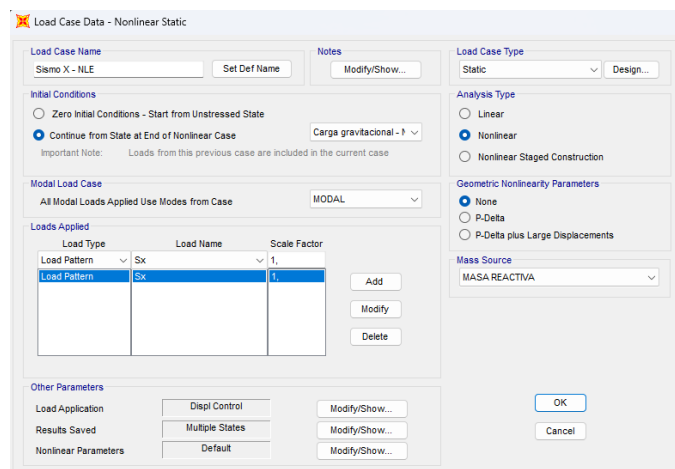 Load Case Data - Nonlinear Static
Load Case Name
Sismo X - NLE
Set Def Name
Notes
Modify/Show...
Load Case Type
Static
Design...
Initial Conditions
Zero Initial Conditions - Start from Unstressed State
Continue from State at End of Nonlinear Case
Carga gravitacional - N
Important Note: Loads from this previous case are included in the current case
Analysis Type
Linear
Nonlinear
Nonlinear Staged Construction
Modal Load Case
All Modal Loads Applied Use Modes from Case
MODAL
Geometric Nonlinearity Parameters
None
P-Delta
P-Delta plus Large Displacements
Loads Applied
Load Type Load Name Scale Factor
Load Pattern Sx 1,
Load Pattern Sx 1,
Add
Modify
Delete
Mass Source
MASA REACTIVA
Other Parameters
Load Application Displ Control Modify/Show...
Results Saved Multiple States Modify/Show...
Nonlinear Parameters Default Modify/Show...
OK
Cancel